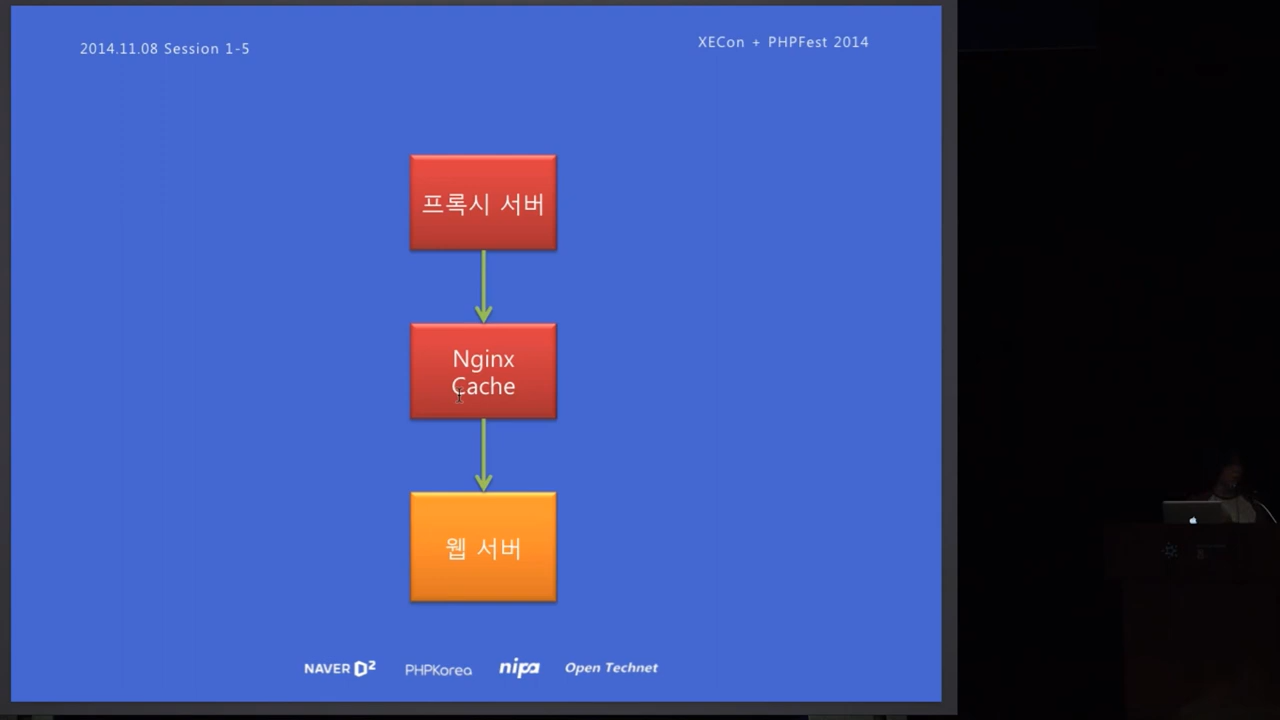 2014.11.08 Session 1-5
XECon + PHPFest 2014
프록시 서버
Nginx
Cache
웹 서버
NAVER D2 PHPKorea nipa Open Technet